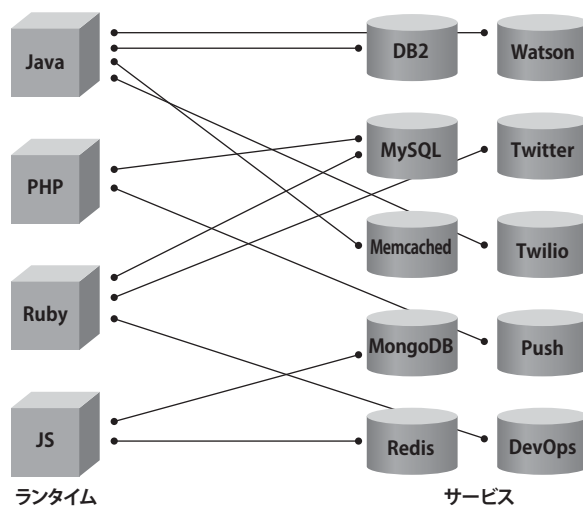 Java
PHP
Ruby
JS
ランタイム
DB2
Watson
MySQL
Twitter
Memcached
Twilio
MongoDB
Push
Redis
DevOps
サービス